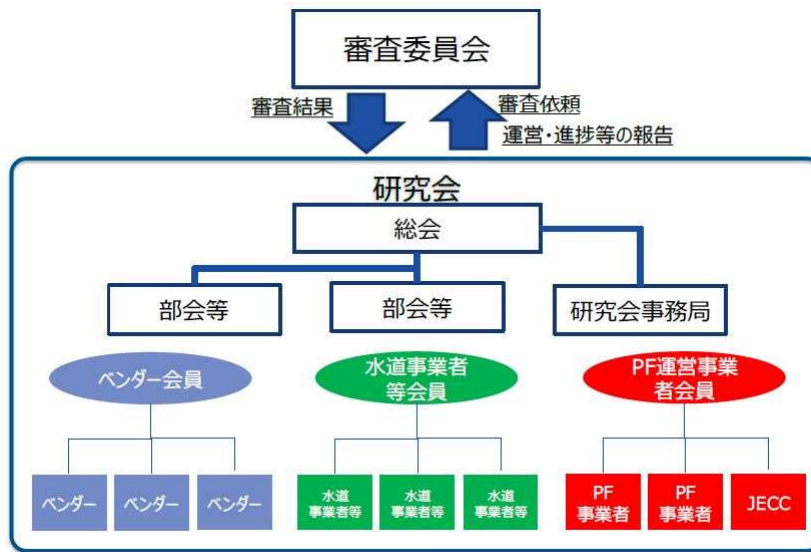 審査委員会
審査結果
審査依頼
運営・進捗等の報告
研究会
総会
部会等
部会等
研究会事務局
ベンダー会員
水道事業者
等会員
PF運営事業
者会員
ベンダー
ベンダー
ベンダー
水道
事業者等
水道
事業者等
水道
事業者等
PF
事業者
PF
事業者
JECC